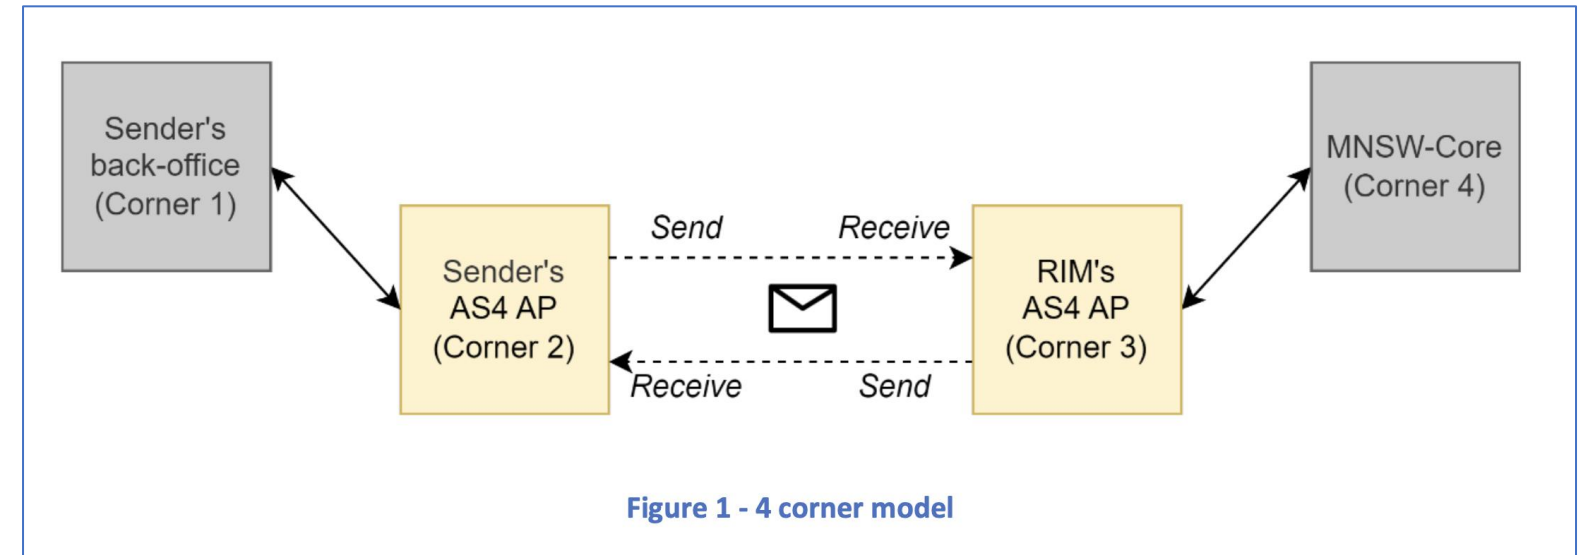 Sender's
back-office
(Corner 1)
Sender's
AS4 AP
(Corner 2)
Send
Receive
Receive
Send
RIM's
AS4 AP
(Corner 3)
MNSW-Core
(Corner 4)
Figure 1 - 4 corner model